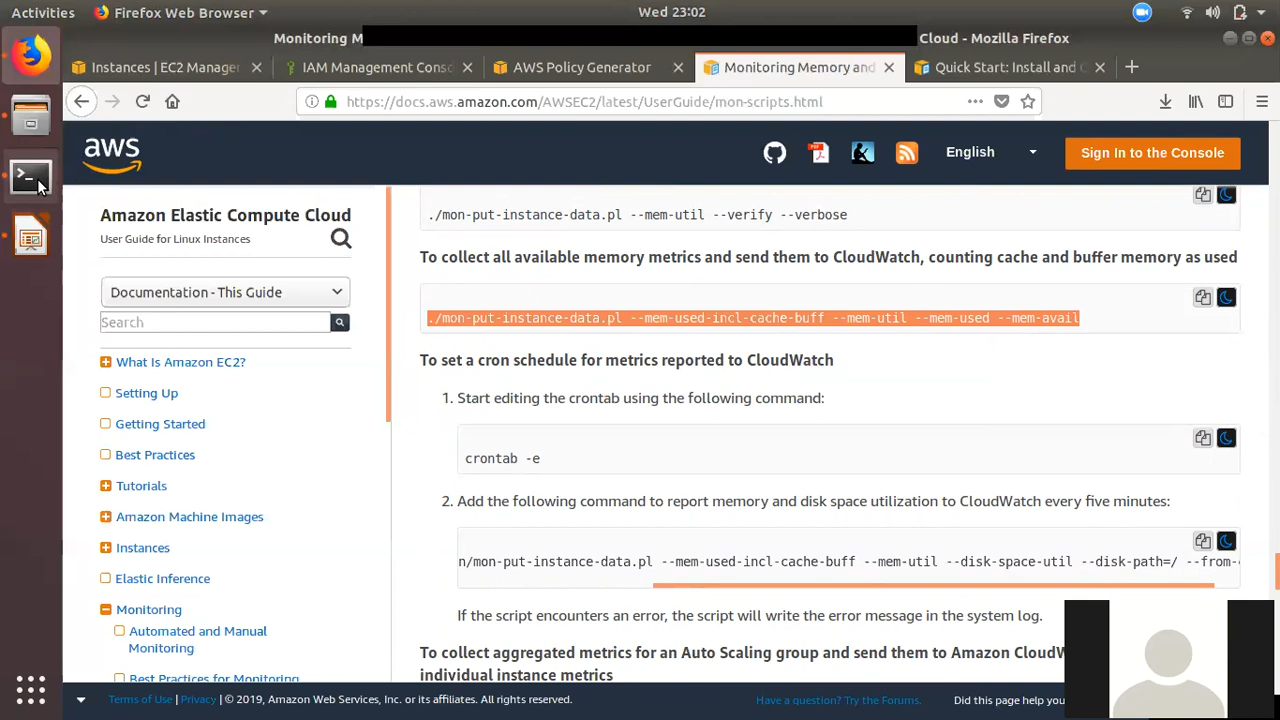 Activities
Firefox Web Browser
Wed 23:02
Monitoring M
Cloud - Mozilla Firefox
Instances | EC2 Manage
IAM Management Cons
AWS Policy Generator
Monitoring Memory and
Quick Start: Install and C
https://docs.aws.amazon.com/AWSEC2/latest/UserGuide/mon-scripts.html
aws
English
Sign In to the Console
Amazon Elastic Compute Cloud
User Guide for Linux Instances
Documentation - This Guide
Search
What Is Amazon EC2?
Setting Up
Getting Started
Best Practices
Tutorials
Amazon Machine Images
Instances
Elastic Inference
Monitoring
Automated and Manual
Monitoring
Best Practices for Monitoring
./mon-put-instance-data.pl --mem-util --verify --verbose
To collect all available memory metrics and send them to CloudWatch, counting cache and buffer memory as used
./mon-put-instance-data.pl --mem-used-incl-cache-buff --mem-util --mem-used --mem-avail
To set a cron schedule for metrics reported to CloudWatch
1. Start editing the crontab using the following command:
crontab -e
2. Add the following command to report memory and disk space utilization to CloudWatch every five minutes:
n/mon-put-instance-data.pl --mem-used-incl-cache-buff --mem-util --disk-space-util --disk-path=/ --from-
If the script encounters an error, the script will write the error message in the system log.
To collect aggregated metrics for an Auto Scaling group and send them to Amazon CloudW
individual instance metrics
Terms of Use | Privacy | © 2019, Amazon Web Services, Inc. or its affiliates. All rights reserved.
Have a question? Try the Forums.
Did this page help you